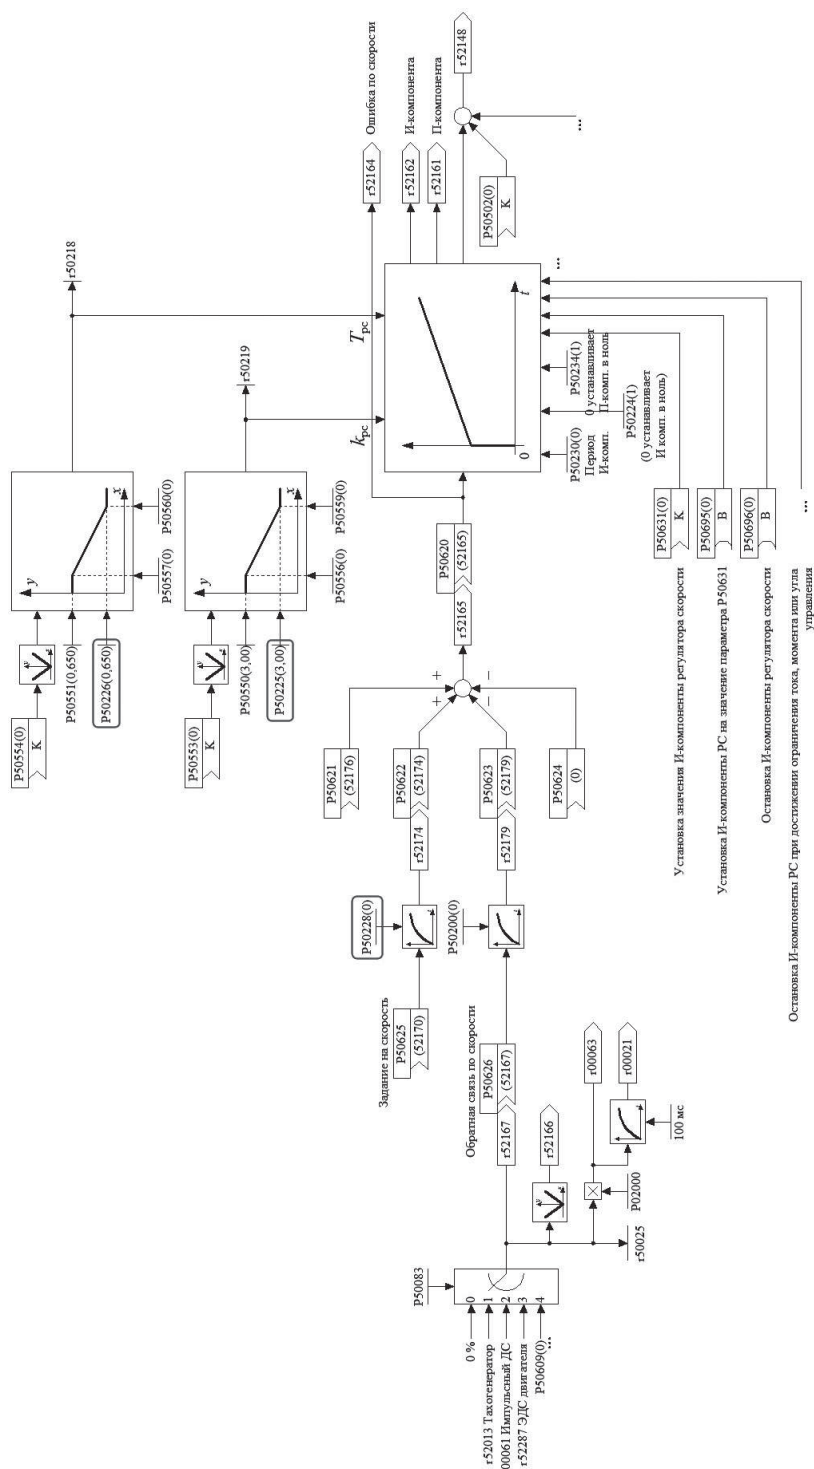 P50554(0)
K
P50551(0,650)
P50226(0,650)
y
x
P50557(0)
P50560(0)
r50218
P50553(0)
K
P50550(3,00)
P50225(3,00)
y
x
P50556(0)
P50559(0)
r50219
P50621
(52176)
Задание на скорость
P50625
(52170)
P50228(0)
r52174
P50622
(52174)
P50083
0 %
r52013 Тахогенератор
00061 Импульсный ДС
r52287 ЭДС двигателя
P50609(0)
...
0
1
2
3
4
Обратная связь по скорости
r52167
P50626
(52167)
P50200(0)
r52179
P50623
(52179)
P50624
(0)
+
+
−
−
r52165
P50620
(52165)
kрс
Tрс
0
t
r52164
Ошибка по скорости
r52162
И-компонента
r52161
П-компонента
P50502(0)
K
r52148
...
r52166
r50025
P02000
r00063
r00021
100 мс
P50230(0)
Период
И-комп.
P50224(1)
(0 устанавливает
И комп. в ноль)
P50234(1)
0 устанавливает
П-комп. в ноль
...
Установка значения И-компоненты регулятора скорости
P50631(0)
K
Установка И-компоненты РС на значение параметра P50631
P50695(0)
B
Остановка И-компоненты регулятора скорости
P50696(0)
B
Остановка И-компоненты РС при достижении ограничения тока, момента или угла
управления
...